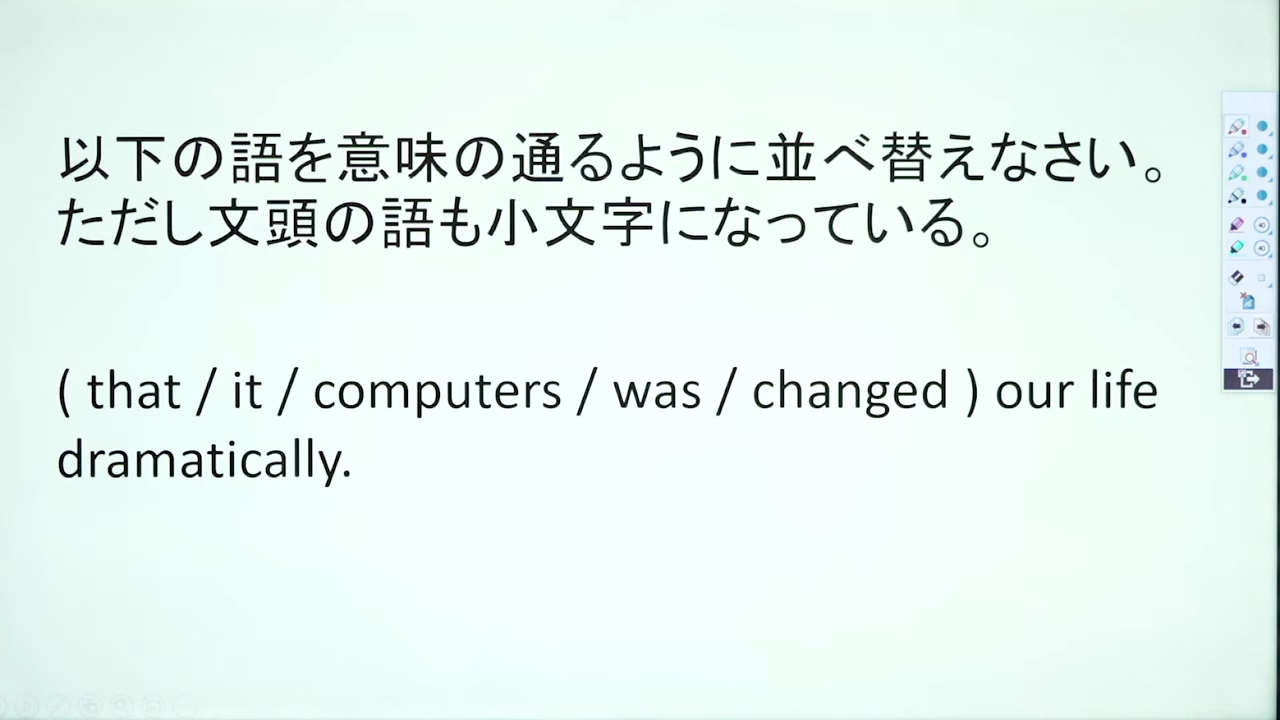 以下の語を意味の通るように並べ替えなさい。
ただし文頭の語も小文字になっている。
( that / it / computers / was / changed ) our life
dramatically.